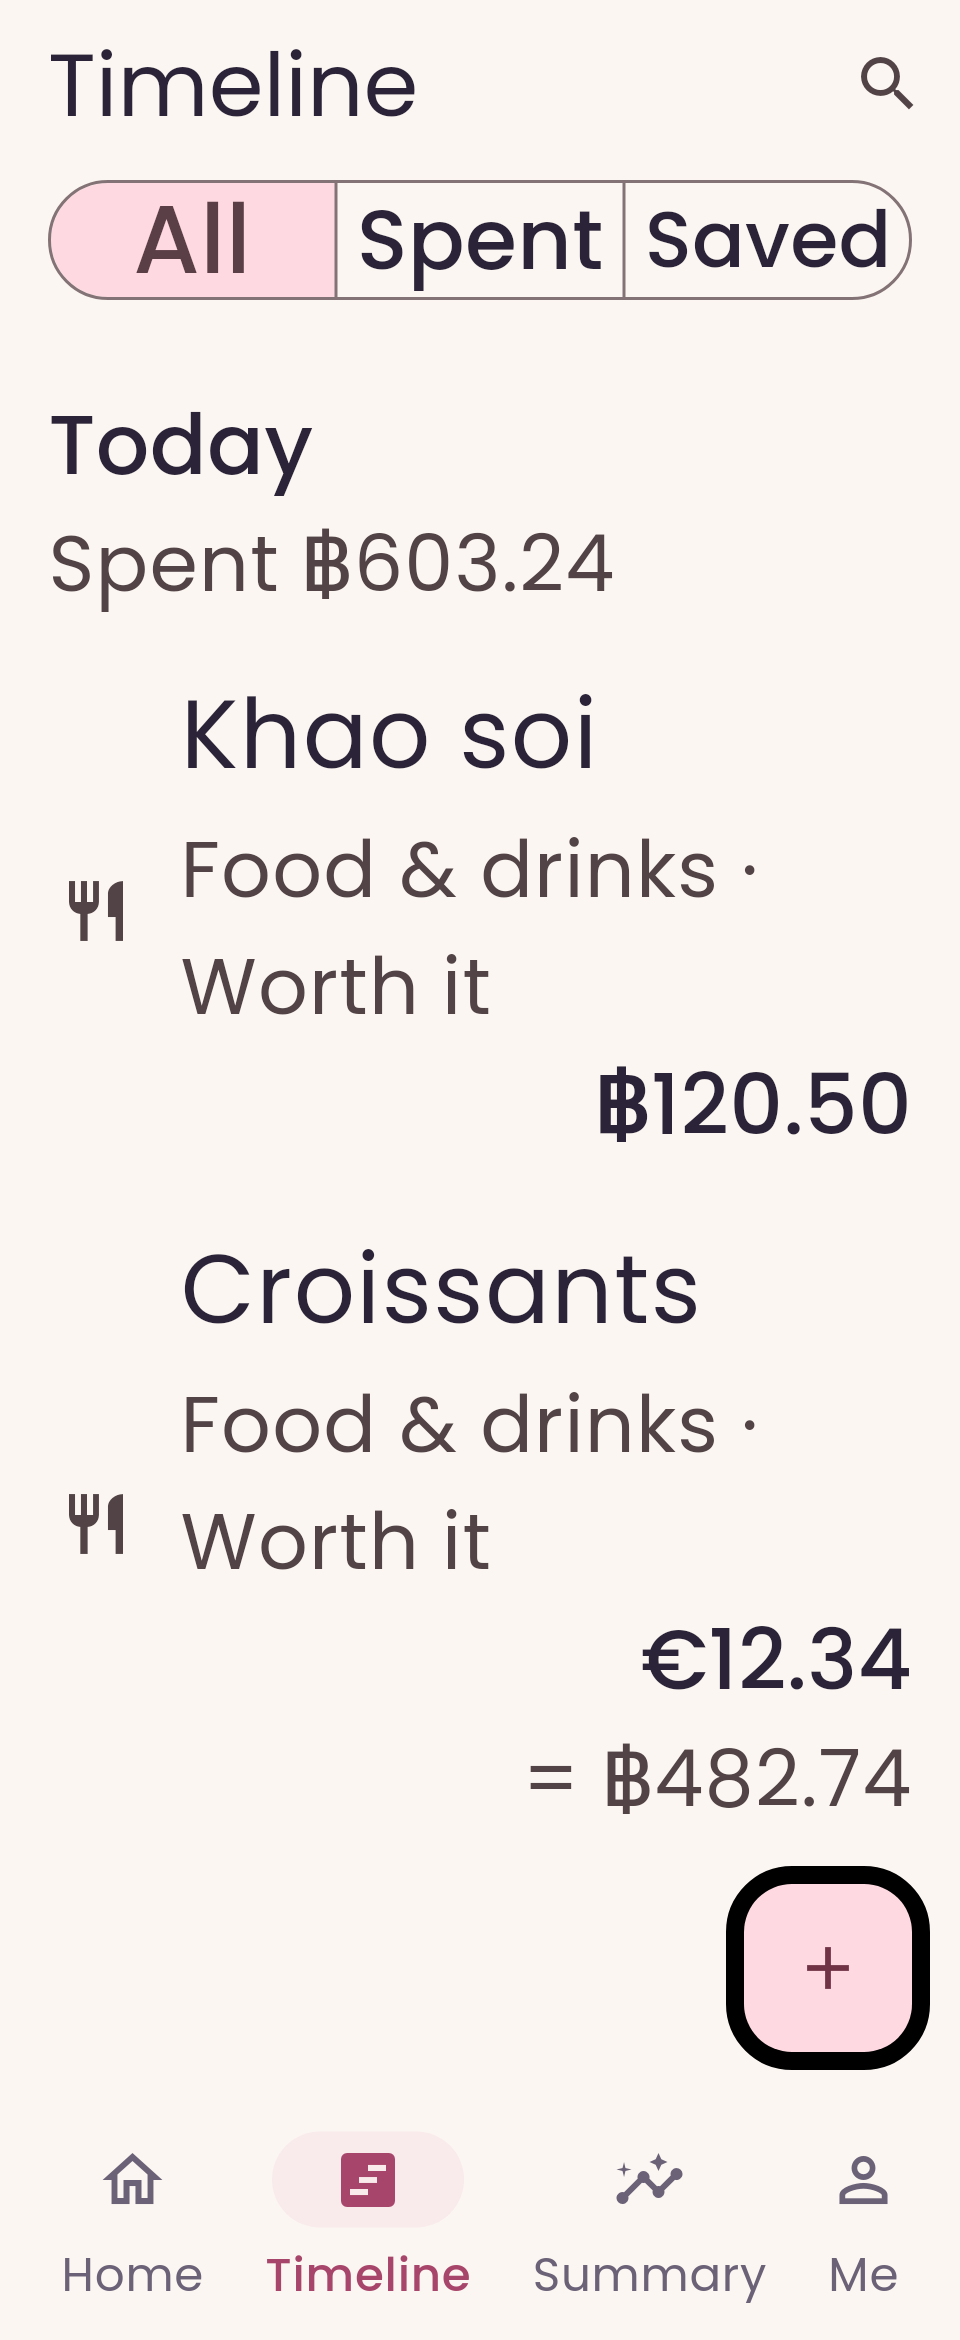 Timeline
All Spent Saved
Today
Spent ฿603.24
Khao soi
Food & drinks ·
Worth it
฿120.50
Croissants
Food & drinks ·
Worth it
€12.34
= ฿482.74
+
Home Timeline Summary Me